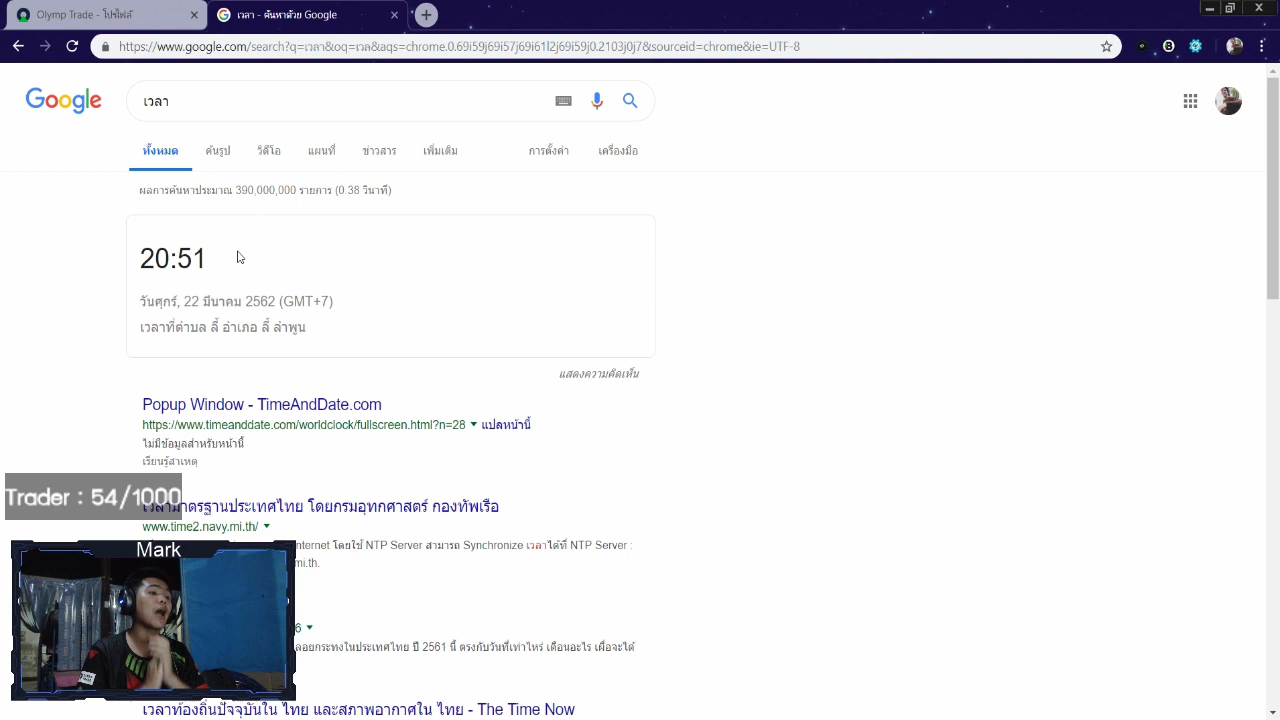 Olymp Trade - โปรไฟล์
เวลา - ค้นหาด้วย Google
https://www.google.com/search?q=เวลา&oq=เวล&aqs=chrome.0.69i59j69i57j69i61l2j69i59j0.2103j0j7&sourceid=chrome&ie=UTF-8
Google
เวลา
ทั้งหมด ค้นรูป วิดีโอ แผนที่ ข่าวสาร เพิ่มเติม การตั้งค่า เครื่องมือ
ผลการค้นหาประมาณ 390,000,000 รายการ (0.38 วินาที)
20:51
วันศุกร์, 22 มีนาคม 2562 (GMT+7)
เวลาที่ตำบล ลี้ อำเภอ ลี้ ลำพูน
แสดงความคิดเห็น
Popup Window - TimeAndDate.com
https://www.timeanddate.com/worldclock/fullscreen.html?n=28 แปลหน้านี้
ไม่มีข้อมูลสำหรับหน้านี้
เรียนรู้สาเหตุ
Trader : 54/1000
เวลามาตรฐานประเทศไทย โดยกรมอุทกศาสตร์ กองทัพเรือ
www.time2.navy.mi.th/
nternet โดยใช้ NTP Server สามารถ Synchronize เวลาได้ที่ NTP Server :
mi.th.
Mark
6
ลอยกระทงในประเทศไทย ปี 2561 นี้ ตรงกับวันที่เท่าไหร่ เดือนอะไร เผื่อจะได้
เวลาท้องถิ่นปัจจุบันใน ไทย และสภาพอากาศใน ไทย - The Time Now